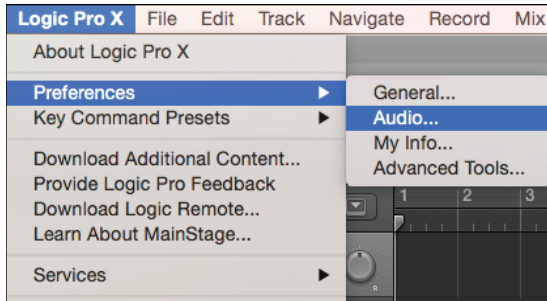 Logic Pro X File Edit Track Navigate Record Mix
About Logic Pro X
Preferences
Key Command Presets
Download Additional Content...
Provide Logic Pro Feedback
Download Logic Remote...
Learn About MainStage...
Services
General...
Audio...
My Info...
Advanced Tools...
1 2 3
R